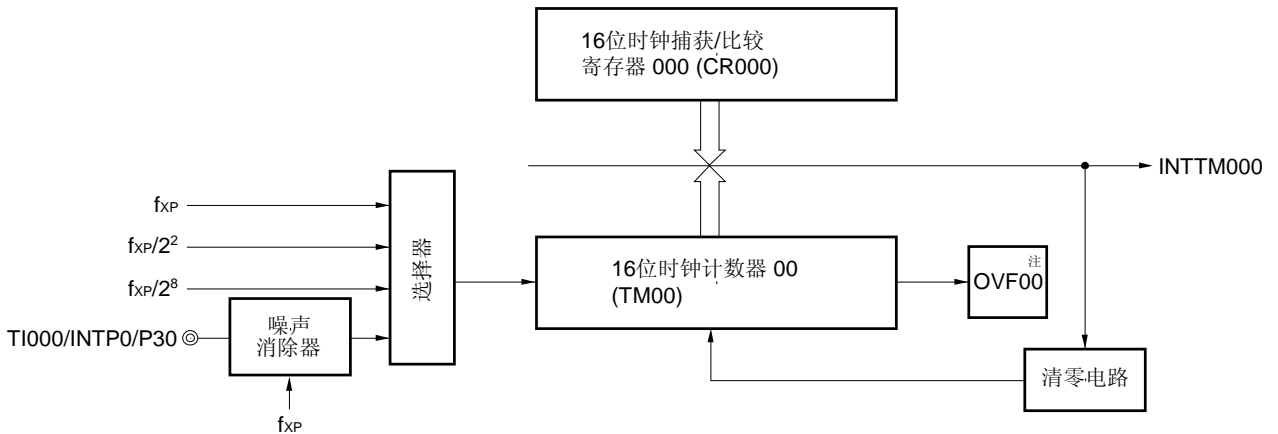 16位时钟捕获/比较
寄存器 000 (CR000)
INTTM000
fXP
fXP/2²
fXP/2⁸
选择器
16位时钟计数器 00
(TM00)
注
OVF00
TI000/INTP0/P30
噪声
消除器
清零电路
fXP